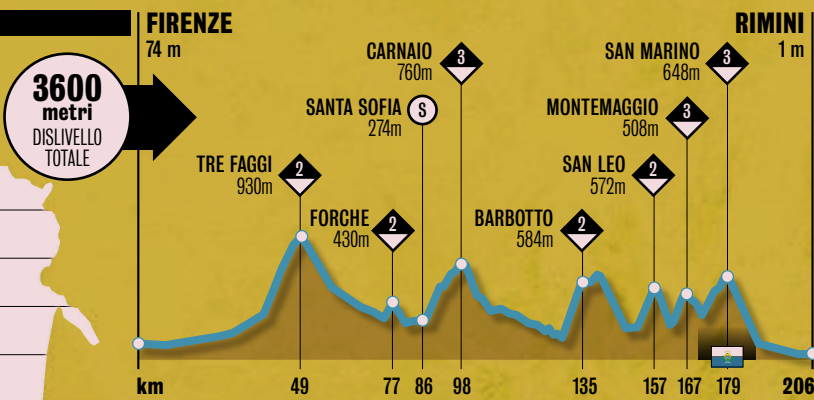 FIRENZE
74 m
RIMINI
1 m
3600
metri
DISLIVELLO
TOTALE
CARNAIO
760m
3
SAN MARINO
648m
3
SANTA SOFIA
274m
S
MONTEMAGGIO
508m
3
TRE FAGGI
930m
2
SAN LEO
572m
2
FORCHE
430m
2
BARBOTTO
584m
2
km 49 77 86 98 135 157 167 179 206